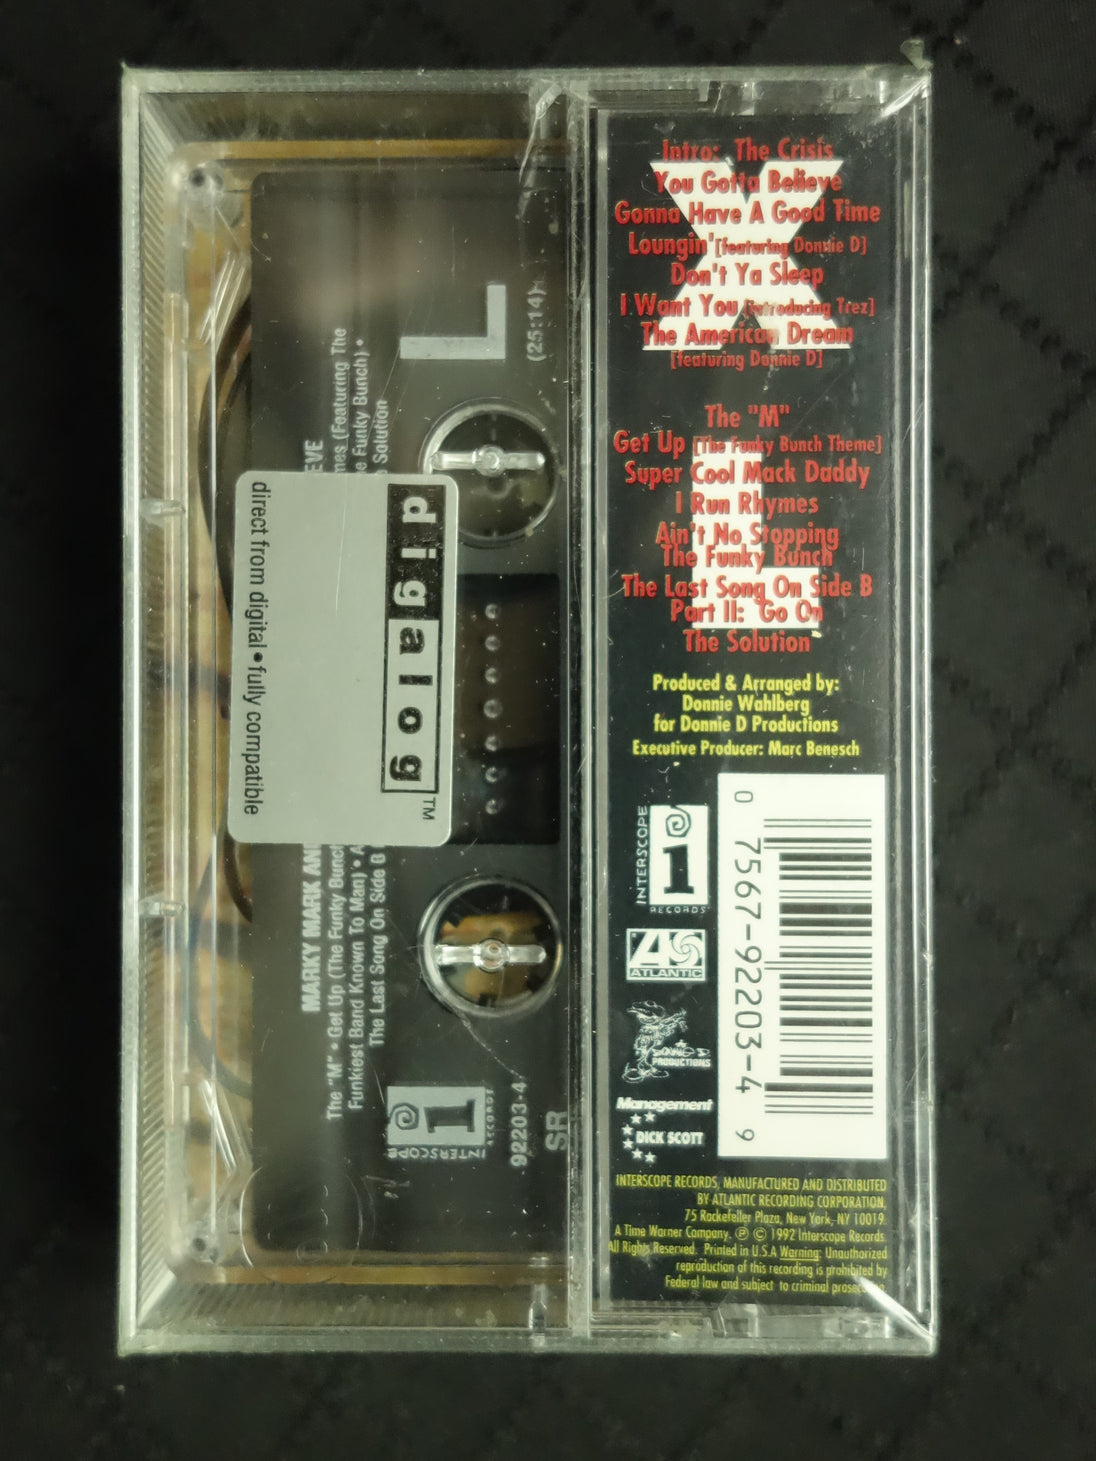 Intro: The Crisis
You Gotta Believe
Gonna Have A Good Time
Loungin' [featuring Donnie D]
Don't Ya Sleep
I Want You [introducing Trez]
The American Dream
[featuring Donnie D]
X
The "M"
Get Up [The Funky Bunch Theme]
Super Cool Mack Daddy
I Run Rhymes
Ain't No Stopping
The Funky Bunch
The Last Song On Side B
Part II: Go On
The Solution
Produced & Arranged by:
Donnie Wahlberg
for Donnie D Productions
Executive Producer: Marc Benesch
INTERSCOPE
i
RECORDS
ATLANTIC
PRODUCTIONS
Management
DICK SCOTT
0 7567-92203-4 9
INTERSCOPE RECORDS, MANUFACTURED AND DISTRIBUTED
BY ATLANTIC RECORDING CORPORATION,
75 Rockefeller Plaza, New York, NY 10019.
A Time Warner Company. ℗ © 1992 Interscope Records.
All Rights Reserved. Printed in U.S.A Warning: Unauthorized
reproduction of this recording is prohibited by
Federal law and subject to criminal
digalog™
direct from digital • fully compatible
L
(25:14)
MARKY MARK
The "M" • Get Up (The Funky Bunch
(Featuring The
Funkiest Band Known To Man) •
Funky Bunch) •
The Last Song On Side B
Solution
INTERSCOPE
i
RECORDS
92203-4
SR